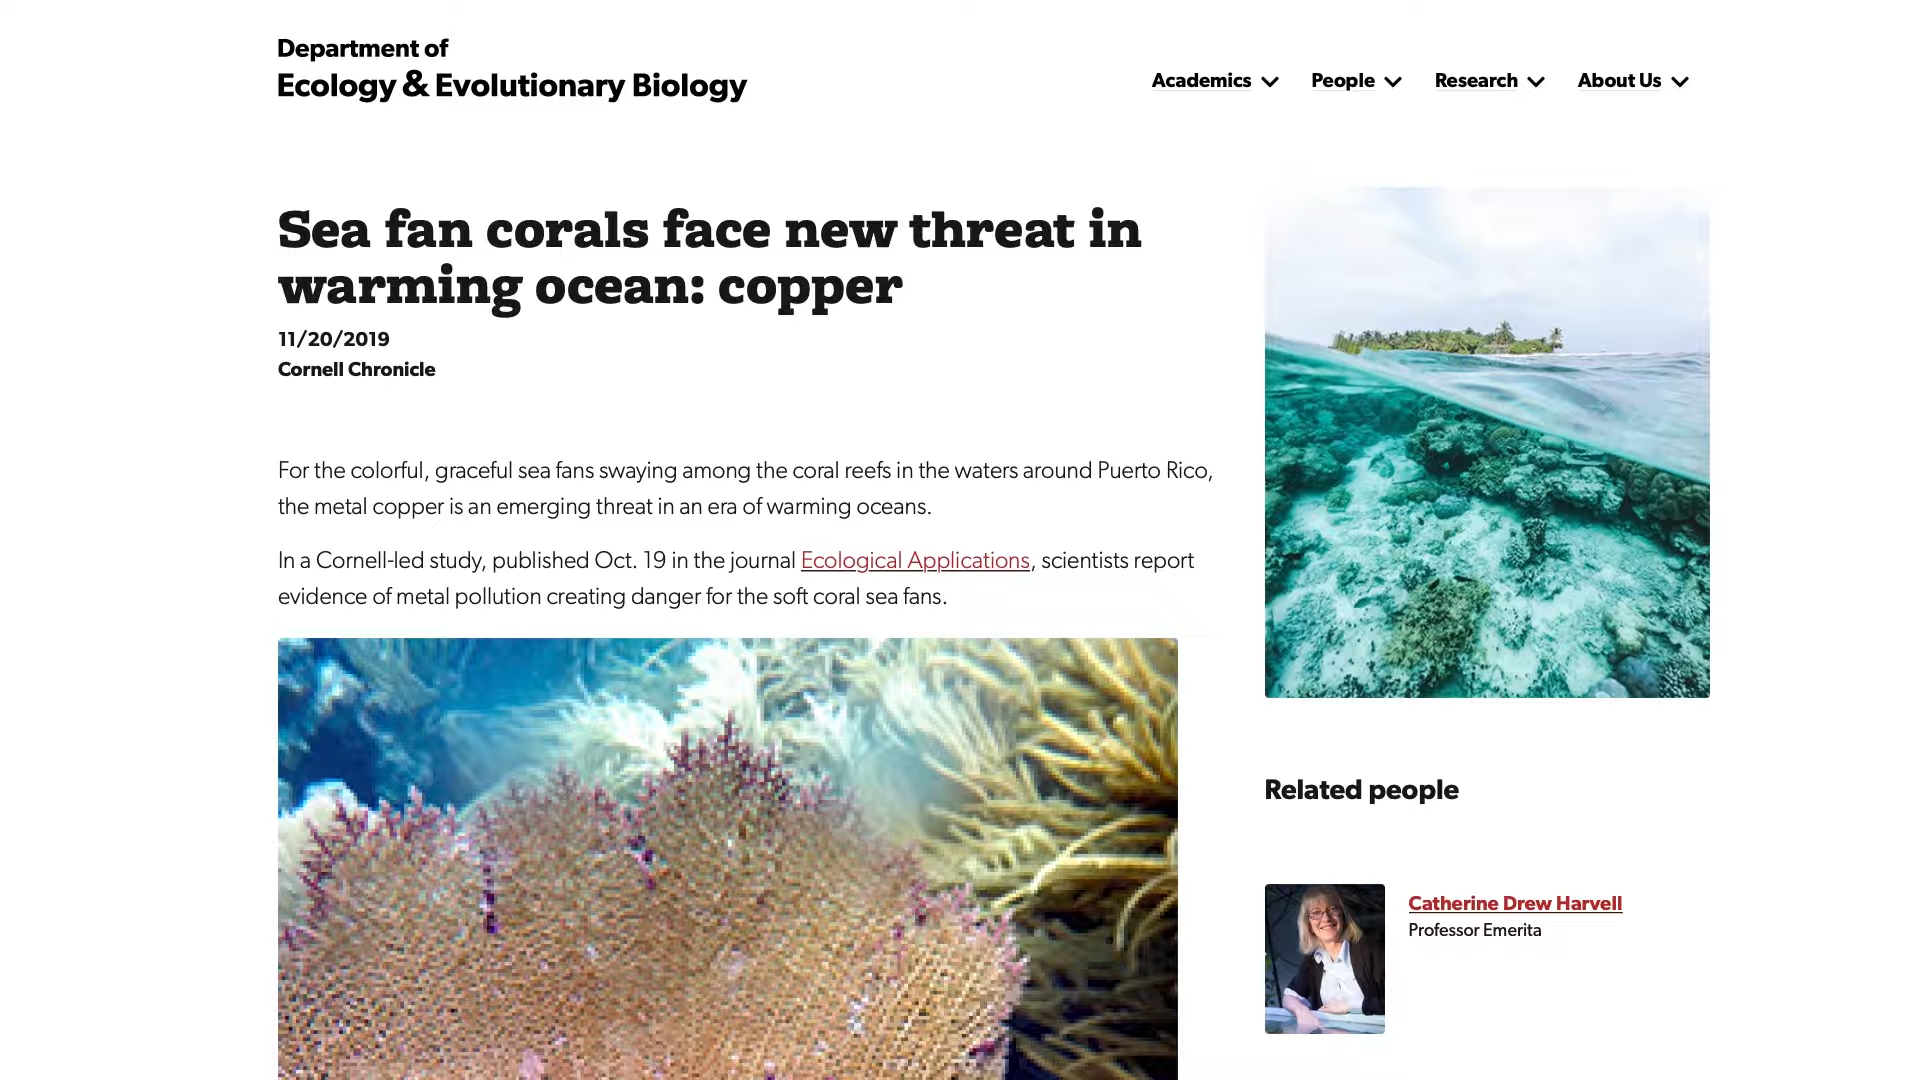 Department of
Ecology & Evolutionary Biology
Academics
People
Research
About Us
Sea fan corals face new threat in
warming ocean: copper
11/20/2019
Cornell Chronicle
For the colorful, graceful sea fans swaying among the coral reefs in the waters around Puerto Rico,
the metal copper is an emerging threat in an era of warming oceans.
In a Cornell-led study, published Oct. 19 in the journal Ecological Applications, scientists report
evidence of metal pollution creating danger for the soft coral sea fans.
Related people
Catherine Drew Harvell
Professor Emerita